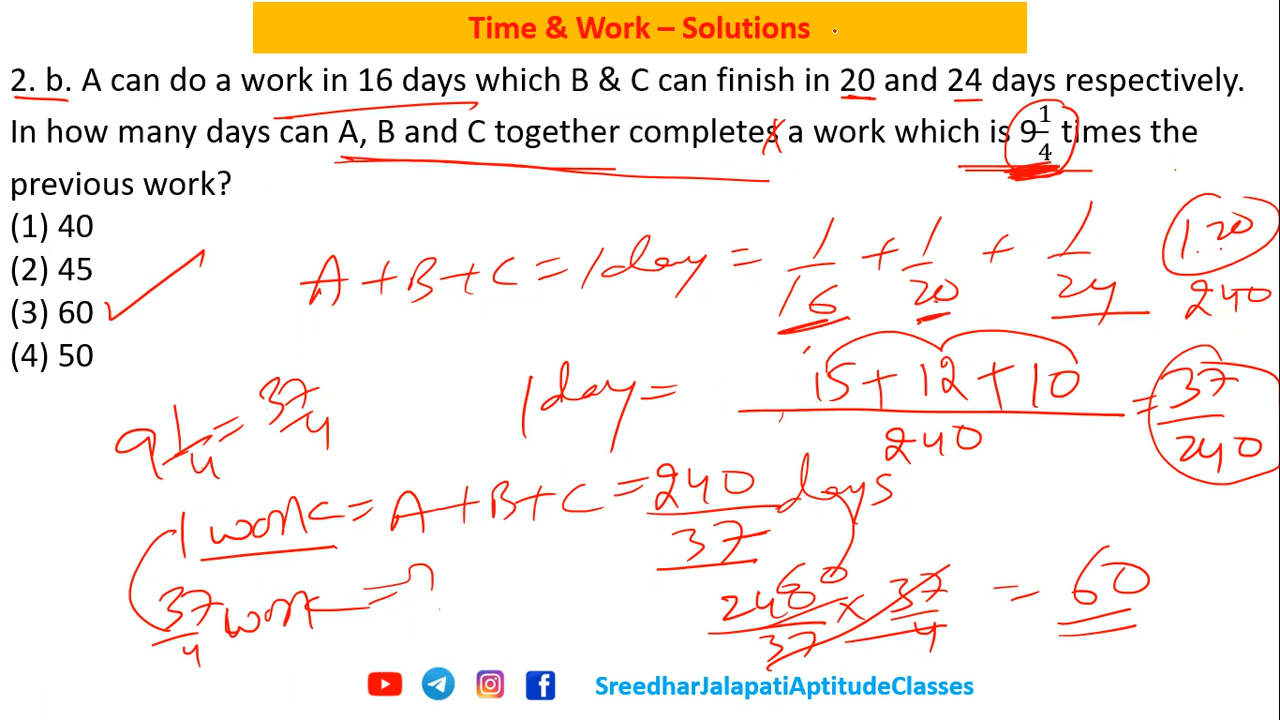 Time & Work – Solutions
2. b. A can do a work in 16 days which B & C can finish in 20 and 24 days respectively.
In how many days can A, B and C together completes a work which is 9 1/4 times the
previous work?
(1) 40
(2) 45
(3) 60
(4) 50
A+B+C = 1 day = 1/16 + 1/20 + 1/24
120
240
9 1/4 = 37/4
1 day = 15+12+10/240 = 37/240
1 work = A+B+C = 240/37 days
37/4 work = ?
240/37 × 37/4 = 60
SreedharJalapatiAptitudeClasses